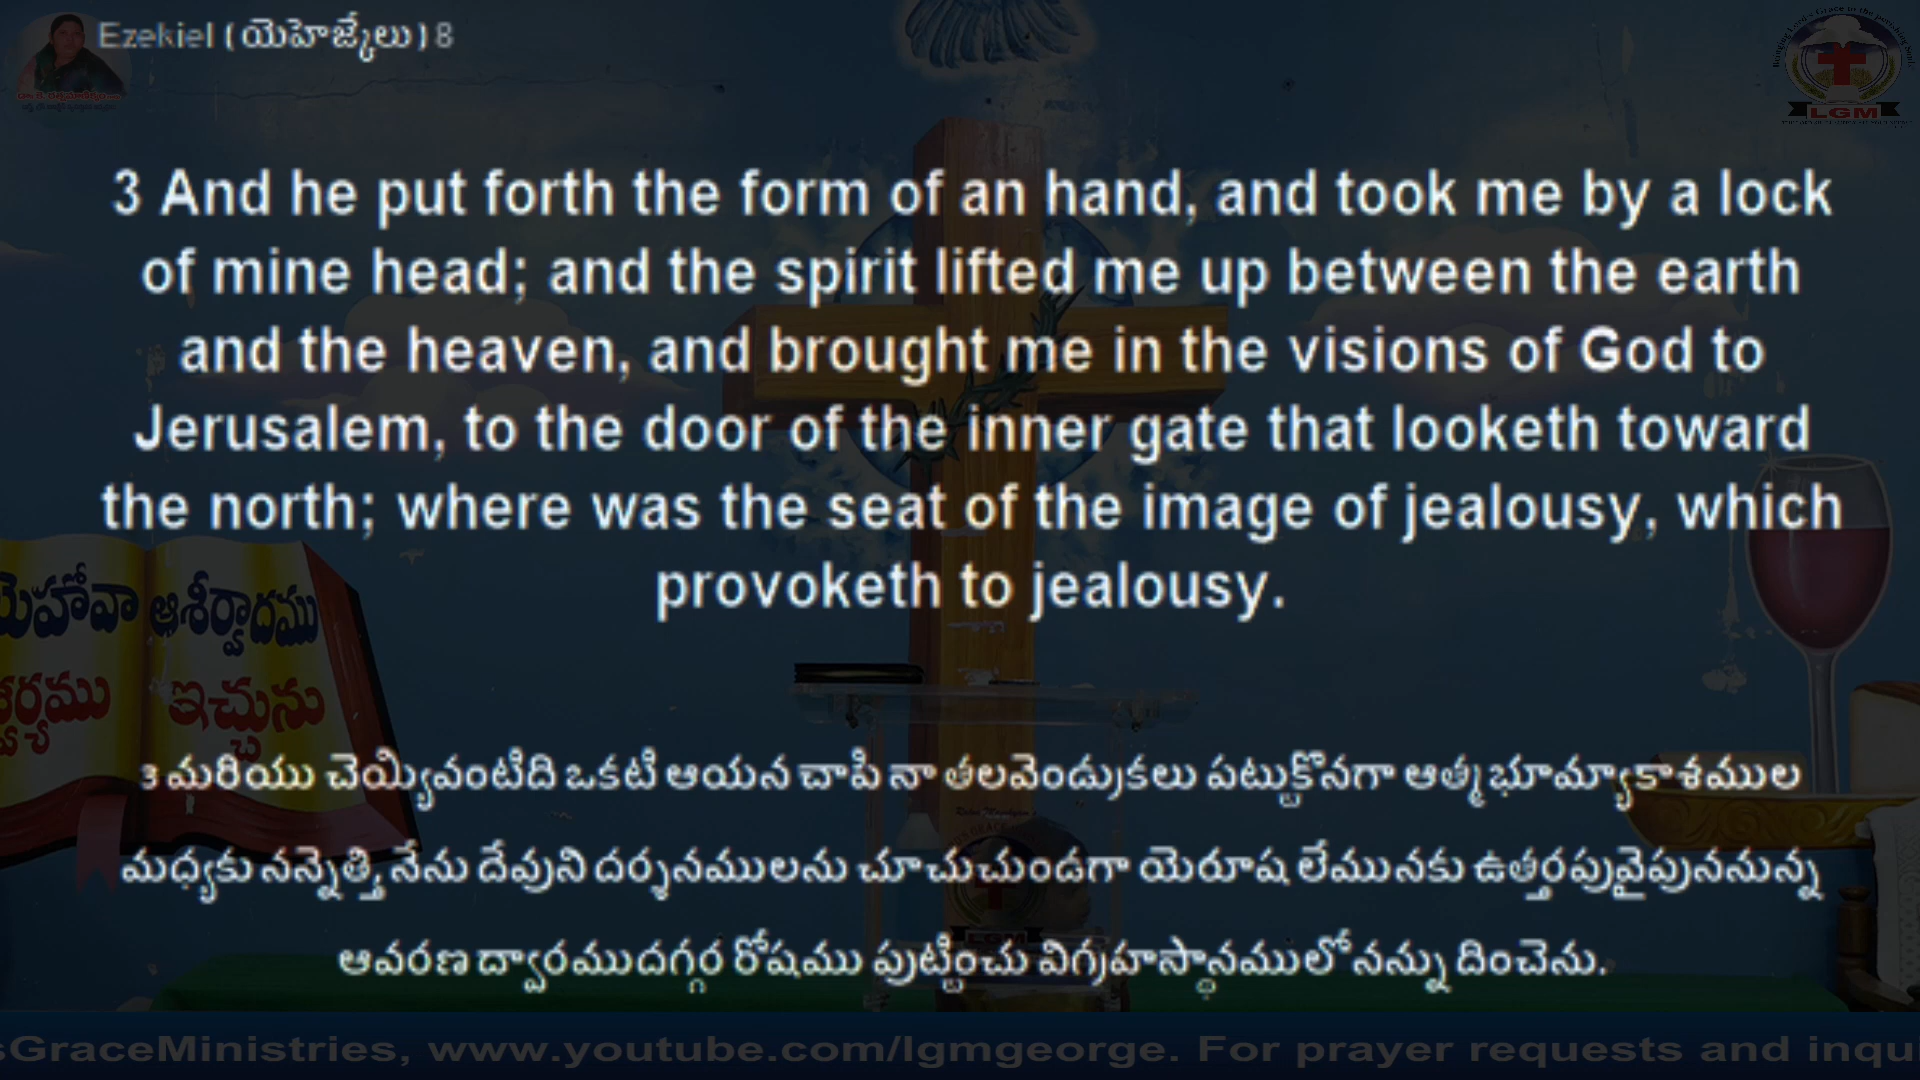 Ezekiel ( యెహెజ్కేలు ) 8
LGM
3 And he put forth the form of an hand, and took me by a lock
of mine head; and the spirit lifted me up between the earth
and the heaven, and brought me in the visions of God to
Jerusalem, to the door of the inner gate that looketh toward
the north; where was the seat of the image of jealousy, which
provoketh to jealousy.
యెహోవా ఆశీర్వాదము
ఇచ్చును
3 మరియు చెయ్యివంటిది ఒకటి ఆయన చాపి నా తలవెండ్రుకలు పట్టుకొనగా ఆత్మ భూమ్యాకాశముల
మధ్యకు నన్నెత్తి, నేను దేవుని దర్శనములను చూచుచుండగా యెరూష లేమునకు ఉత్తరపువైపుననున్న
ఆవరణ ద్వారముదగ్గర రోషము పుట్టించు విగ్రహస్థానములో నన్ను దించెను.
sGraceMinistries, www.youtube.com/lgmgeorge. For prayer requests and inqu